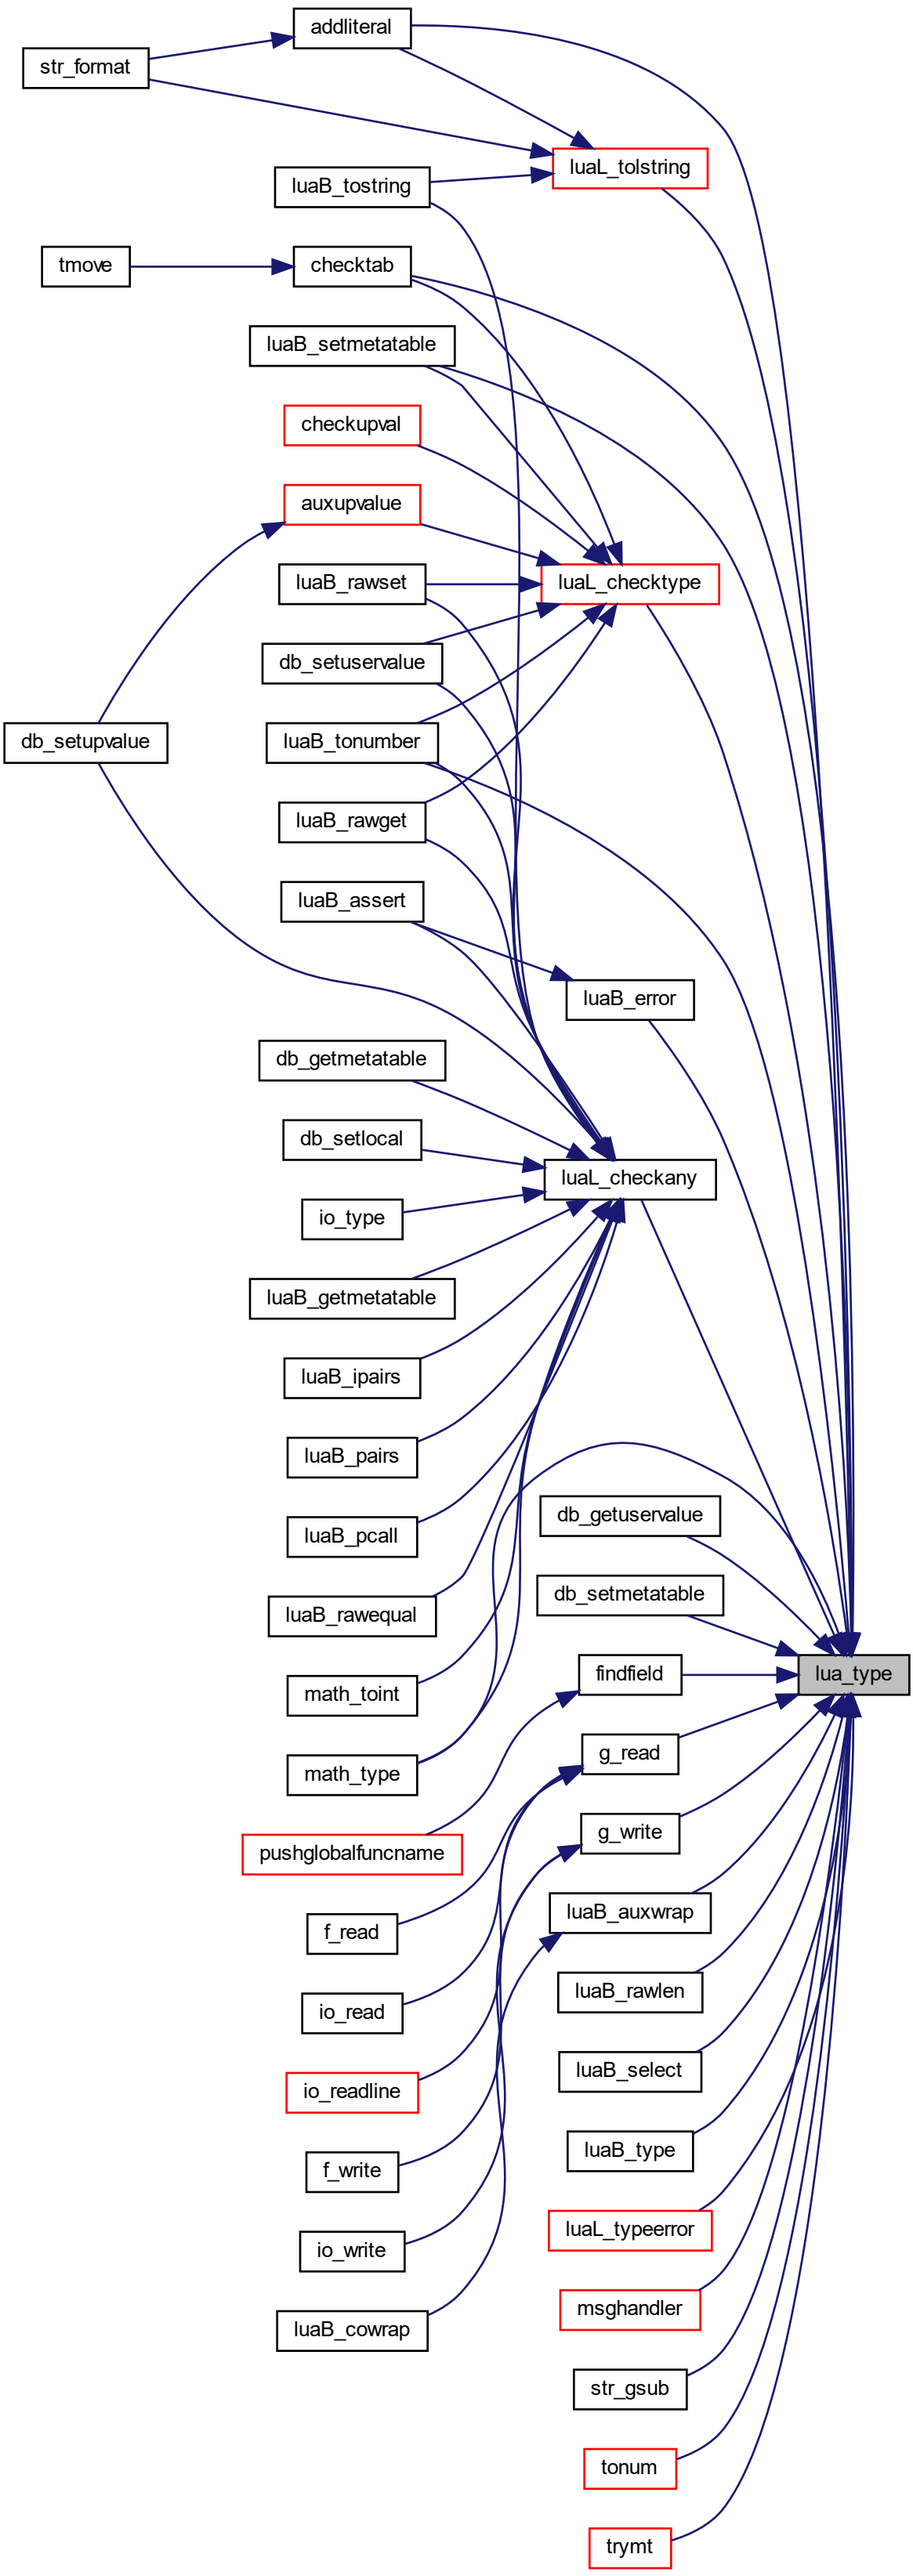 addliteral
str_format
luaL_tolstring
luaB_tostring
tmove
checktab
luaB_setmetatable
checkupval
auxupvalue
luaB_rawset
luaL_checktype
db_setuservalue
db_setupvalue
luaB_tonumber
luaB_rawget
luaB_assert
luaB_error
db_getmetatable
db_setlocal
luaL_checkany
io_type
luaB_getmetatable
luaB_ipairs
luaB_pairs
db_getuservalue
luaB_pcall
db_setmetatable
luaB_rawequal
findfield
lua_type
math_toint
g_read
math_type
g_write
pushglobalfuncname
luaB_auxwrap
f_read
luaB_rawlen
io_read
luaB_select
io_readline
luaB_type
f_write
luaL_typeerror
io_write
msghandler
luaB_cowrap
str_gsub
tonum
trymt